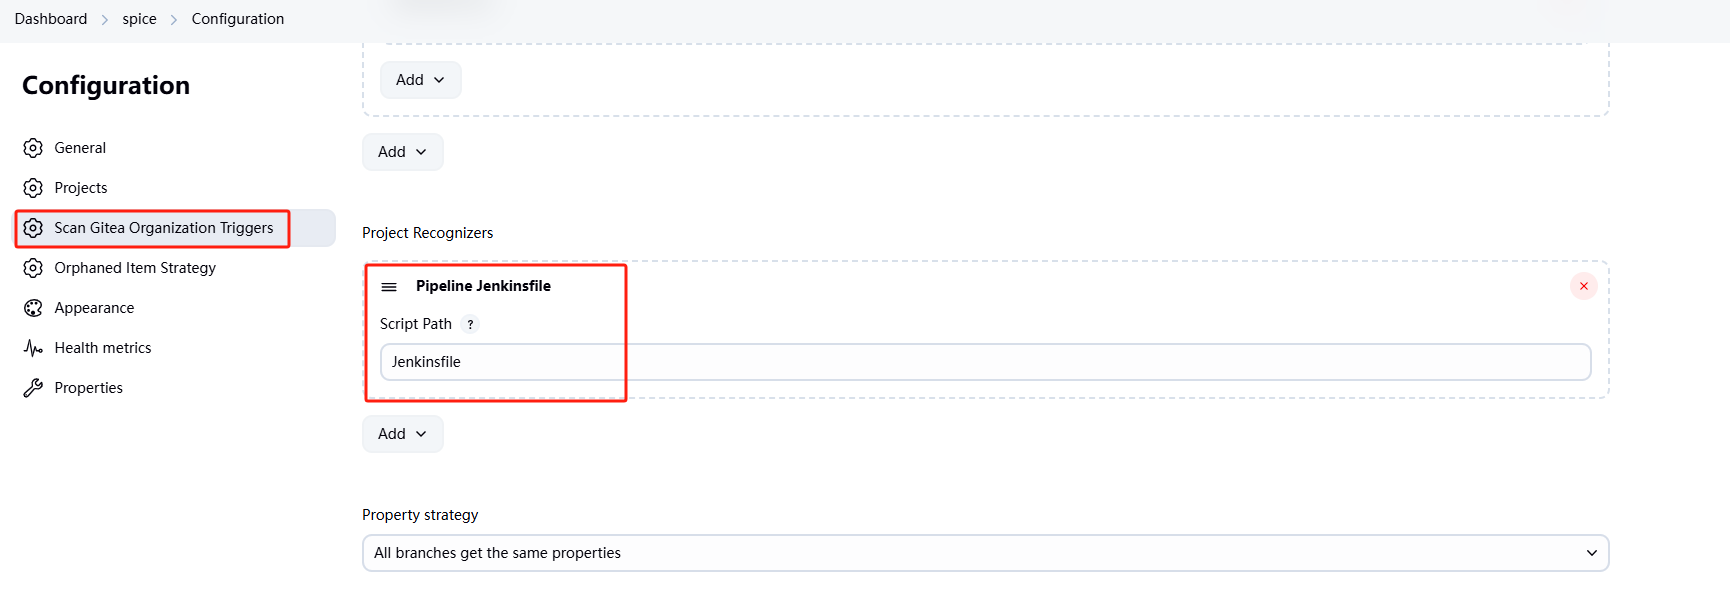 Dashboard > spice > Configuration
Configuration
General
Projects
Scan Gitea Organization Triggers
Orphaned Item Strategy
Appearance
Health metrics
Properties
Add
Add
Project Recognizers
Pipeline Jenkinsfile
Script Path ?
Jenkinsfile
Add
Property strategy
All branches get the same properties